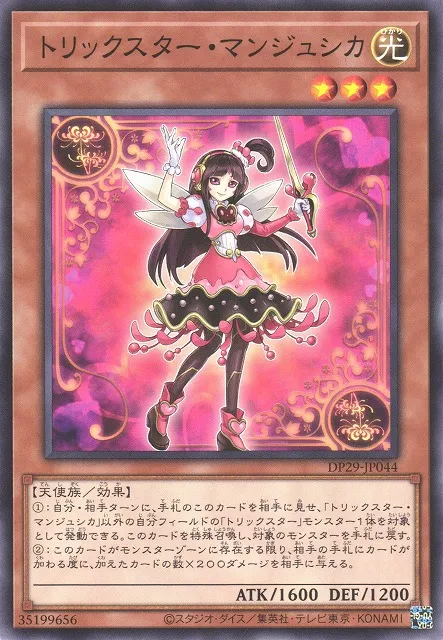 トリックスター・マンジュシカ
光
DP29-JP044
【天使族/効果】
①:自分・相手ターンに、手札のこのカードを相手に見せ、「トリックスター・
マンジュシカ」以外の自分フィールドの「トリックスター」モンスター1体を対象
として発動できる。このカードを特殊召喚し、対象のモンスターを手札に戻す。
②:このカードがモンスターゾーンに存在する限り、相手の手札にカードが
加わる度に、加えたカードの数×200ダメージを相手に与える。
ATK/1600 DEF/1200
35199656 ©スタジオ・ダイス/集英社・テレビ東京・KONAMI